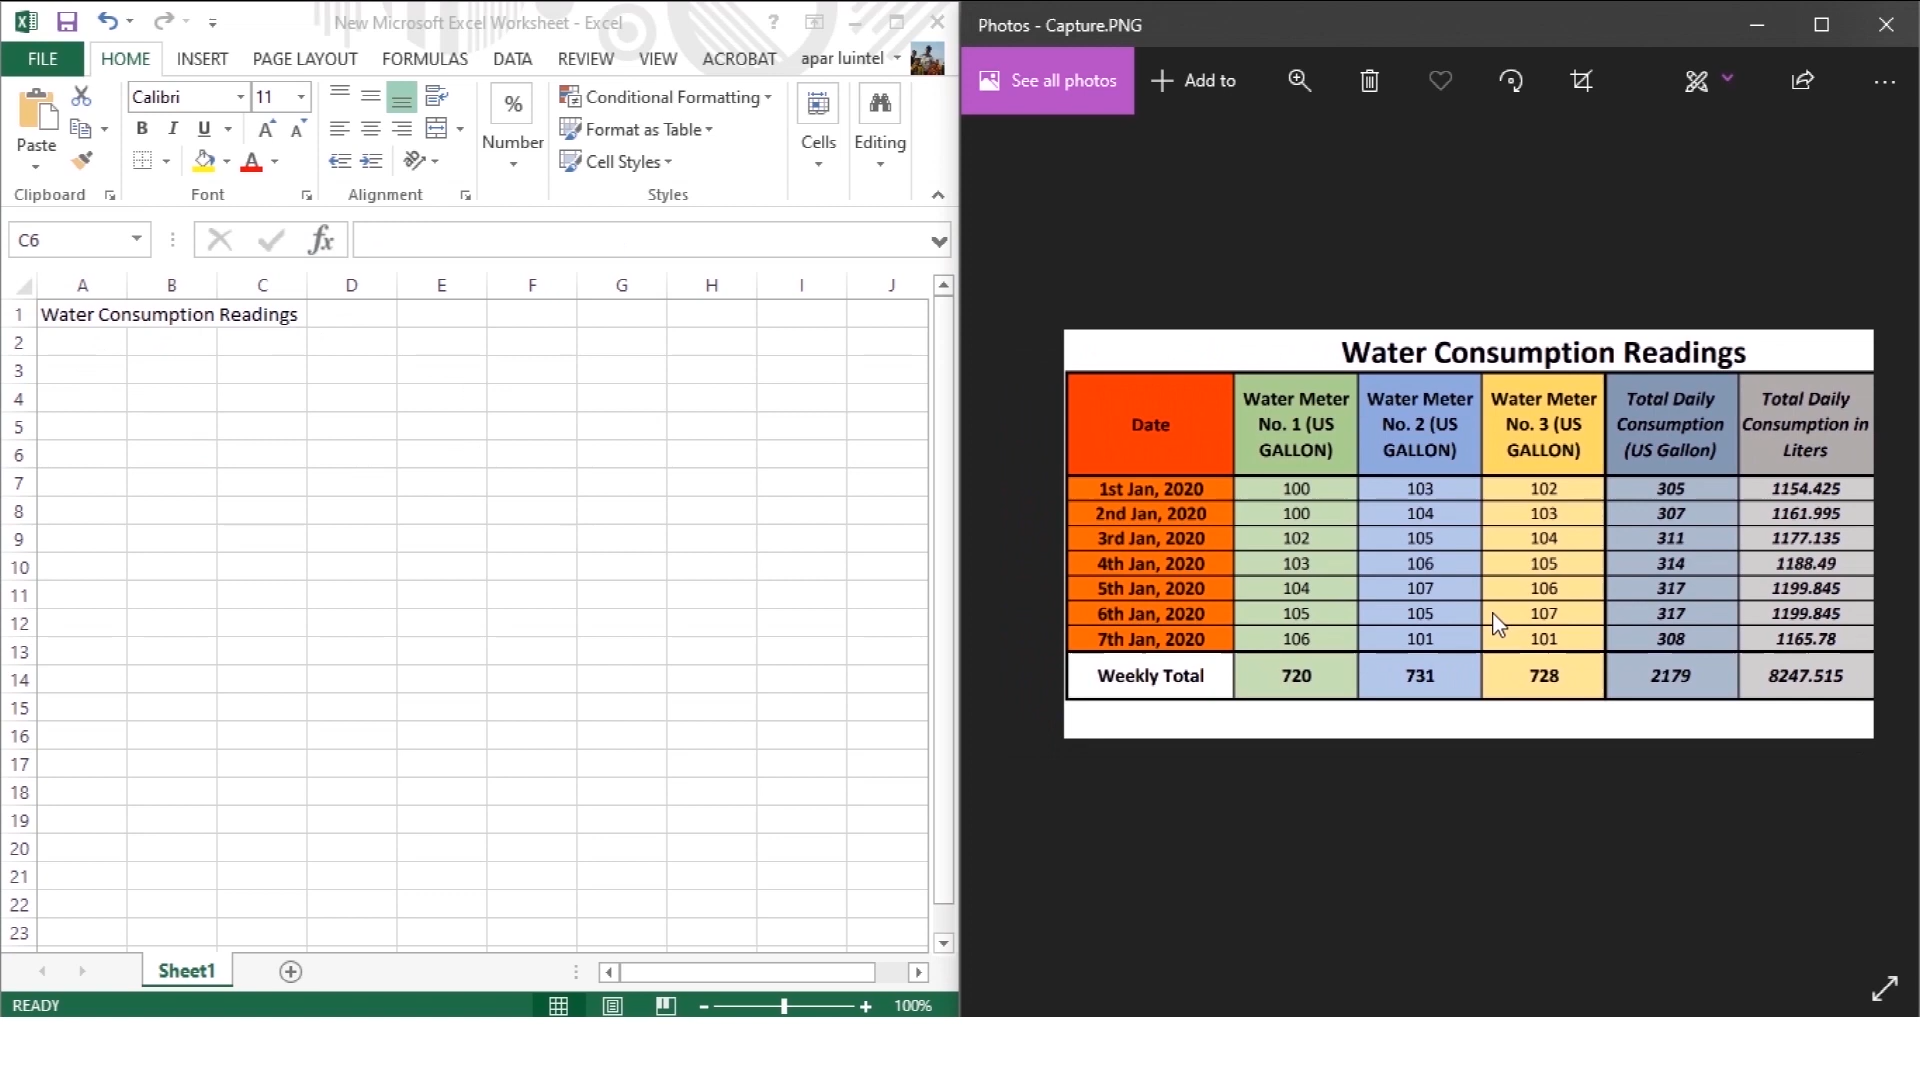 New Microsoft Excel Worksheet - Excel
?
FILE HOME INSERT PAGE LAYOUT FORMULAS DATA REVIEW VIEW ACROBAT apar luintel
Paste
Clipboard
Calibri 11
B I U A A
A
Font
Alignment
%
Number
Conditional Formatting
Format as Table
Cell Styles
Styles
Cells
Editing
C6
fx
A B C D E F G H I J
1 Water Consumption Readings
2
3
4
5
6
7
8
9
10
11
12
13
14
15
16
17
18
19
20
21
22
23
Sheet1
READY
100%
Photos - Capture.PNG
See all photos
Add to
Water Consumption Readings
Date
Water Meter
No. 1 (US
GALLON)
Water Meter
No. 2 (US
GALLON)
Water Meter
No. 3 (US
GALLON)
Total Daily
Consumption
(US Gallon)
Total Daily
Consumption in
Liters
1st Jan, 2020 100 103 102 305 1154.425
2nd Jan, 2020 100 104 103 307 1161.995
3rd Jan, 2020 102 105 104 311 1177.135
4th Jan, 2020 103 106 105 314 1188.49
5th Jan, 2020 104 107 106 317 1199.845
6th Jan, 2020 105 105 107 317 1199.845
7th Jan, 2020 106 101 101 308 1165.78
Weekly Total 720 731 728 2179 8247.515